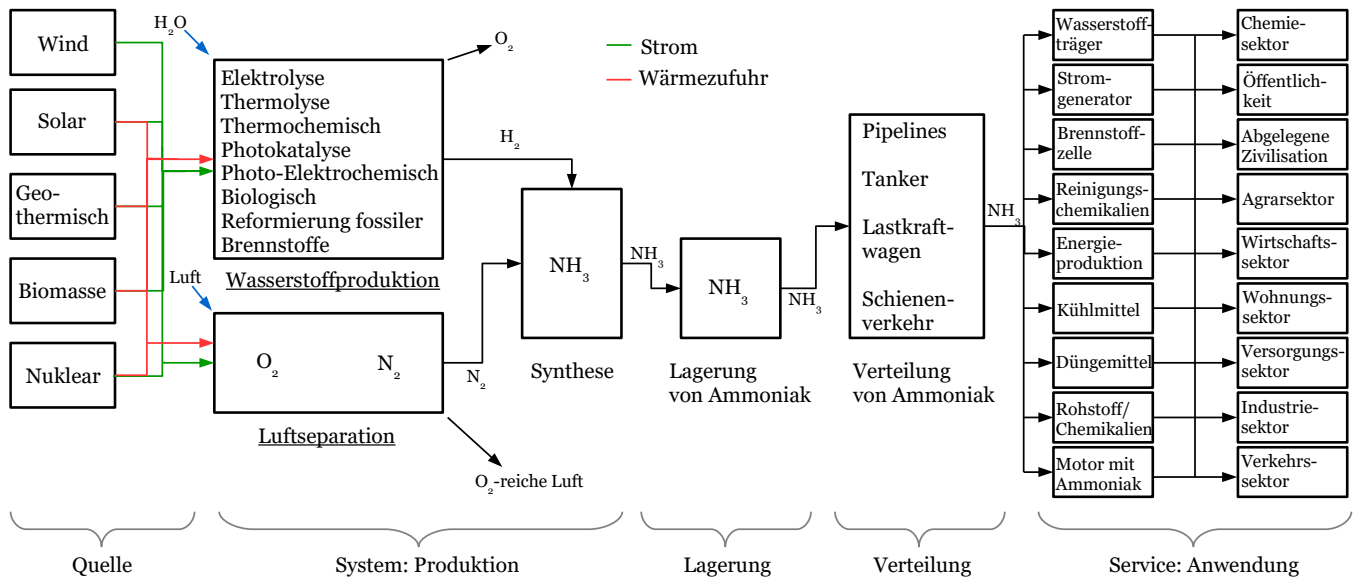 Wind
Solar
Geo-
thermisch
Biomasse
Nuklear
H₂O
O₂
Elektrolyse
Thermolyse
Thermochemisch
Photokatalyse
Photo-Elektrochemisch
Biologisch
Reformierung fossiler
Brennstoffe
Wasserstoffproduktion
Luft
O₂ N₂
Luftseparation
O₂-reiche Luft
Strom
Wärmezufuhr
H₂
N₂
NH₃
Synthese
NH₃
NH₃
Lagerung
von Ammoniak
NH₃
Pipelines
Tanker
Lastkraft-
wagen
Schienen-
verkehr
Verteilung
von Ammoniak
NH₃
Wasserstoff-
träger
Strom-
generator
Brennstoff-
zelle
Reinigungs-
chemikalien
Energie-
produktion
Kühlmittel
Düngemittel
Rohstoff/
Chemikalien
Motor mit
Ammoniak
Chemie-
sektor
Öffentlich-
keit
Abgelegene
Zivilisation
Agrarsektor
Wirtschafts-
sektor
Wohnungs-
sektor
Versorgungs-
sektor
Industrie-
sektor
Verkehrs-
sektor
Quelle
System: Produktion
Lagerung
Verteilung
Service: Anwendung